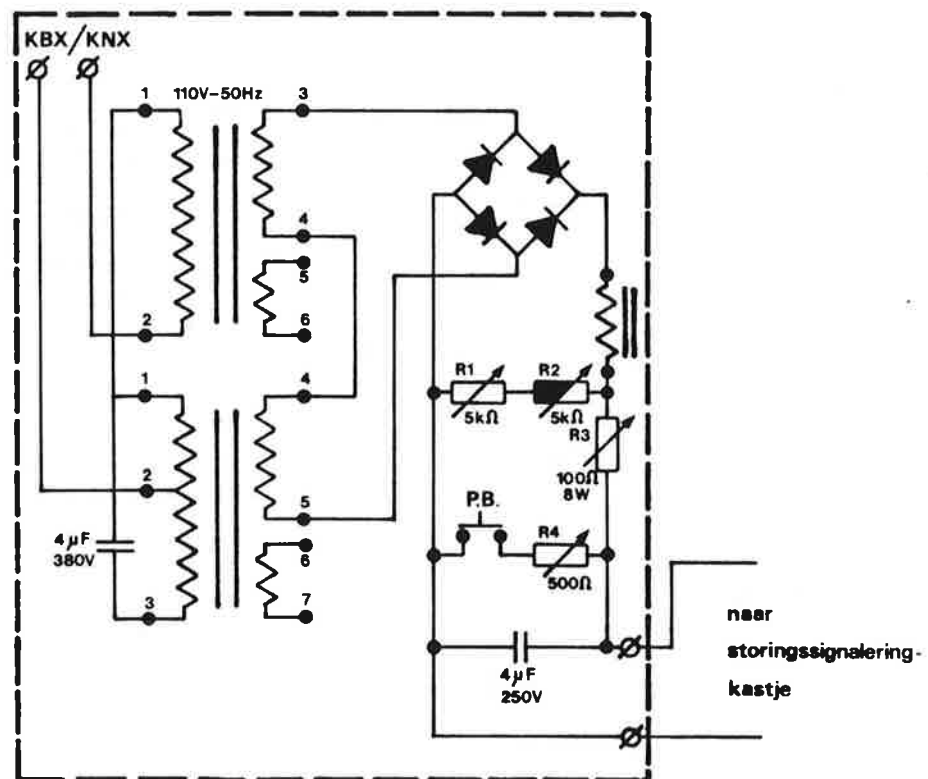 KBX/KNX
110V-50Hz
1
3
2
4
5
6
1
4
2
5
4µF
380V
6
3
7
R1
5kΩ
R2
5kΩ
R3
100Ω
8W
P.B.
R4
500Ω
4µF
250V
naar
storingssignalering-
kastje